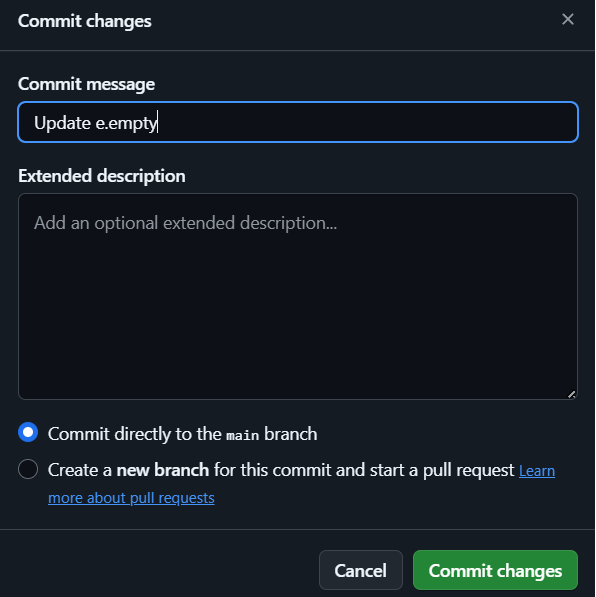 Commit changes
Commit message
Update e.empty
Extended description
Add an optional extended description...
Commit directly to the main branch
Create a new branch for this commit and start a pull request Learn
more about pull requests
Cancel
Commit changes